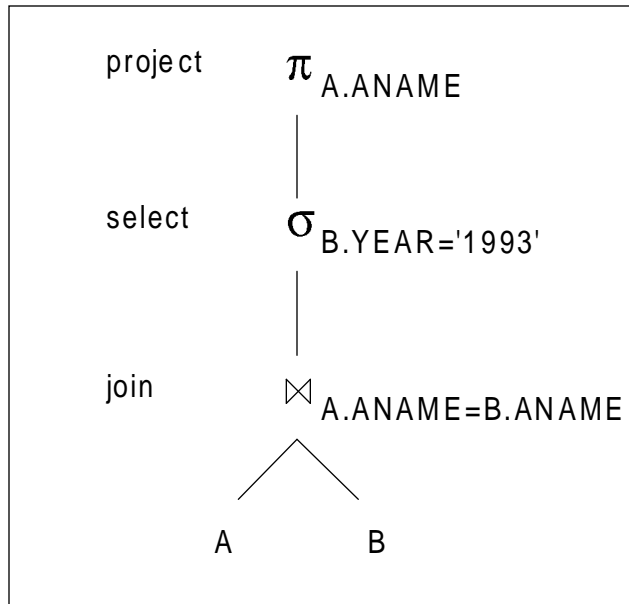 project π A.ANAME
select σ B.YEAR='1993'
join ⋈ A.ANAME=B.ANAME
A B